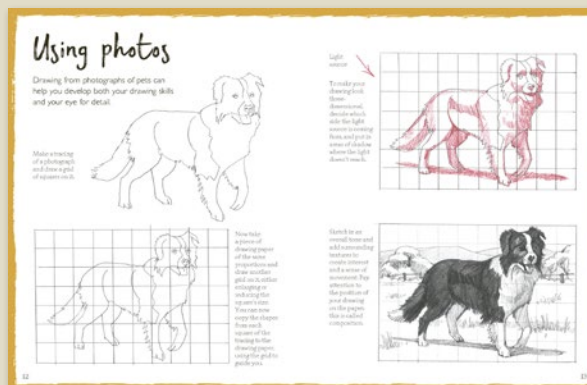 Using photos
Drawing from photographs of pets can
help you develop both your drawing skills
and your eye for detail.
Make a tracing
of a photograph
and draw a grid
of squares on it.
Now take
a piece of
drawing paper
of the same
proportions and
draw another
grid on it, either
enlarging or
reducing the
square's size.
You can now
copy the shapes
from each
square of the
tracing to the
drawing paper,
using the grid to
guide you.
12
Light
source
To make your
drawing look
three-
dimensional,
decide which
side the light
source is coming
from, and put in
areas of shadow
where the light
doesn't reach.
Sketch in an
overall tone and
add surrounding
textures to
create interest
and a sense of
movement. Pay
attention to
the position of
your drawing
on the paper;
this is called
composition.
13